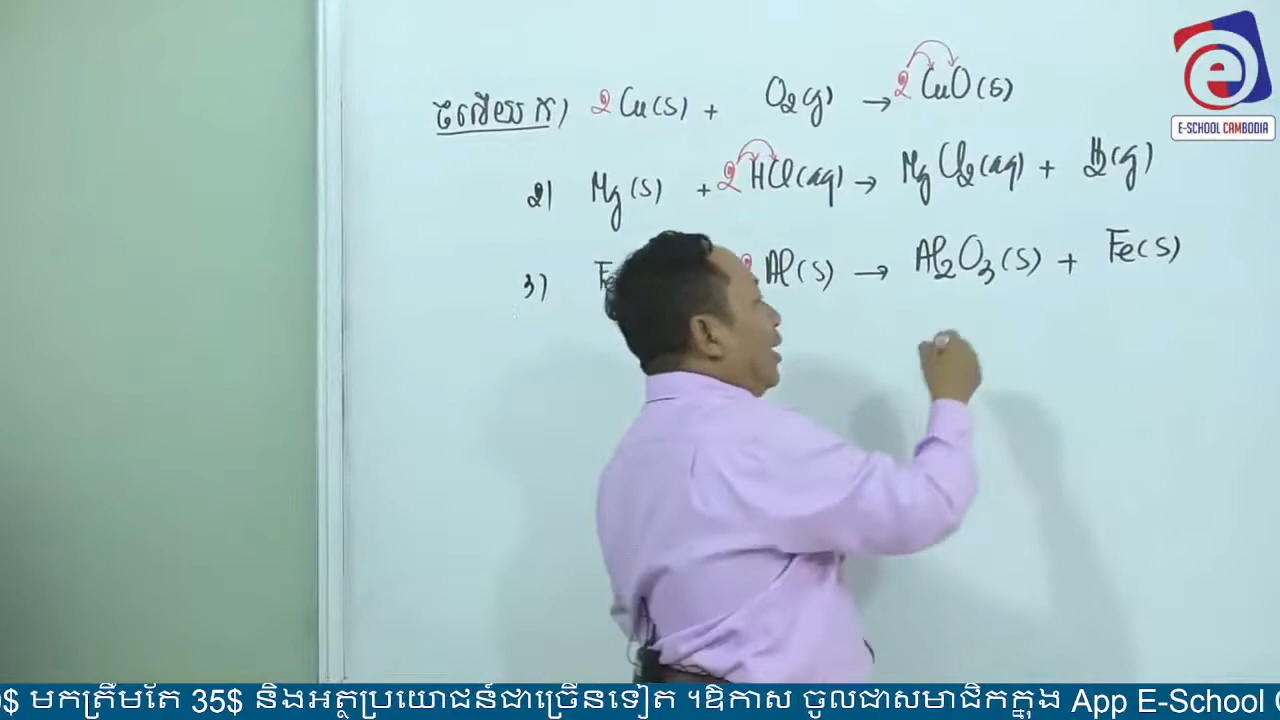 ចម្លើយ ក) 2Cu(s) + O2(g) → 2CuO(s)
2) Mg(s) + 2HCl(aq) → MgCl2(aq) + H2(g)
3) Fe 2Al(s) → Al2O3(s) + Fe(s)
e
E-SCHOOL CAMBODIA
$ មកត្រឹមតែ 35$ និងអត្ថប្រយោជន៍ជាច្រើនទៀត ។ឱកាស ចូលជាសមាជិកក្នុង App E-School